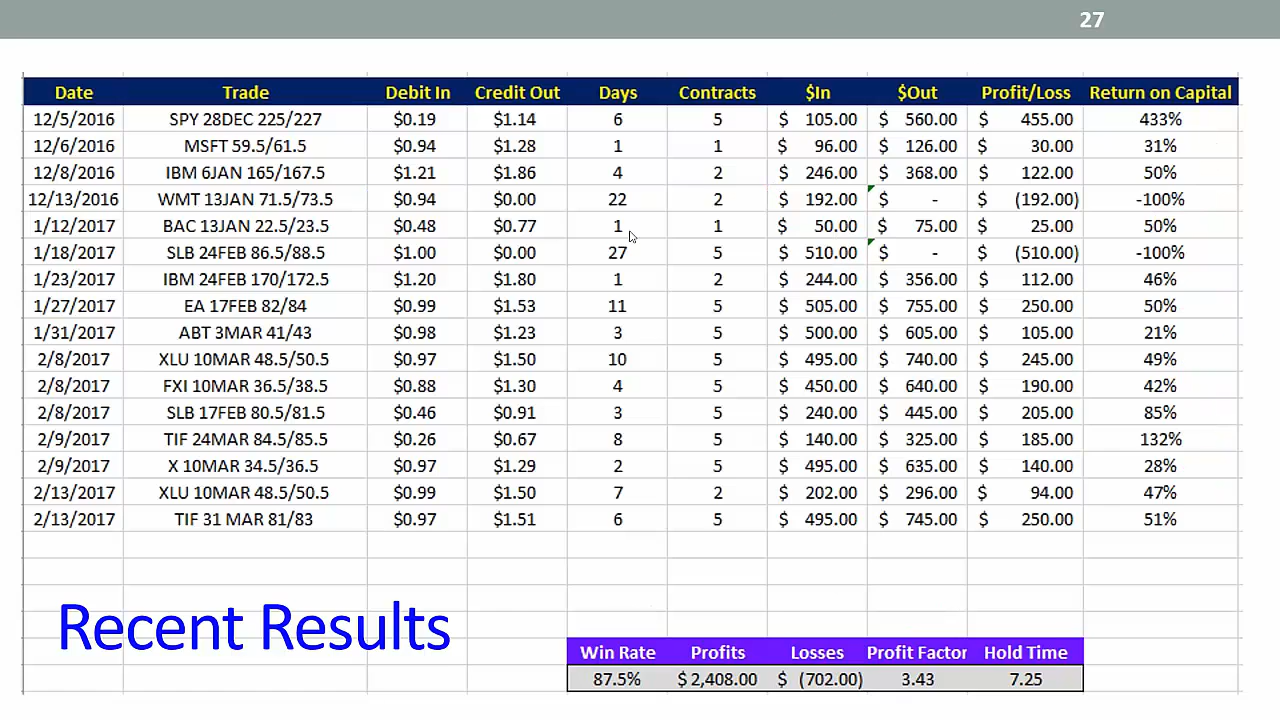 27
Date Trade Debit In Credit Out Days Contracts $In $Out Profit/Loss Return on Capital
12/5/2016 SPY 28DEC 225/227 $0.19 $1.14 6 5 $ 105.00 $ 560.00 $ 455.00 433%
12/6/2016 MSFT 59.5/61.5 $0.94 $1.28 1 1 $ 96.00 $ 126.00 $ 30.00 31%
12/8/2016 IBM 6JAN 165/167.5 $1.21 $1.86 4 2 $ 246.00 $ 368.00 $ 122.00 50%
12/13/2016 WMT 13JAN 71.5/73.5 $0.94 $0.00 22 2 $ 192.00 $ - $ (192.00) -100%
1/12/2017 BAC 13JAN 22.5/23.5 $0.48 $0.77 1 1 $ 50.00 $ 75.00 $ 25.00 50%
1/18/2017 SLB 24FEB 86.5/88.5 $1.00 $0.00 27 5 $ 510.00 $ - $ (510.00) -100%
1/23/2017 IBM 24FEB 170/172.5 $1.20 $1.80 1 2 $ 244.00 $ 356.00 $ 112.00 46%
1/27/2017 EA 17FEB 82/84 $0.99 $1.53 11 5 $ 505.00 $ 755.00 $ 250.00 50%
1/31/2017 ABT 3MAR 41/43 $0.98 $1.23 3 5 $ 500.00 $ 605.00 $ 105.00 21%
2/8/2017 XLU 10MAR 48.5/50.5 $0.97 $1.50 10 5 $ 495.00 $ 740.00 $ 245.00 49%
2/8/2017 FXI 10MAR 36.5/38.5 $0.88 $1.30 4 5 $ 450.00 $ 640.00 $ 190.00 42%
2/8/2017 SLB 17FEB 80.5/81.5 $0.46 $0.91 3 5 $ 240.00 $ 445.00 $ 205.00 85%
2/9/2017 TIF 24MAR 84.5/85.5 $0.26 $0.67 8 5 $ 140.00 $ 325.00 $ 185.00 132%
2/9/2017 X 10MAR 34.5/36.5 $0.97 $1.29 2 5 $ 495.00 $ 635.00 $ 140.00 28%
2/13/2017 XLU 10MAR 48.5/50.5 $0.99 $1.50 7 2 $ 202.00 $ 296.00 $ 94.00 47%
2/13/2017 TIF 31 MAR 81/83 $0.97 $1.51 6 5 $ 495.00 $ 745.00 $ 250.00 51%
Recent Results
Win Rate Profits Losses Profit Factor Hold Time
87.5% $ 2,408.00 $ (702.00) 3.43 7.25